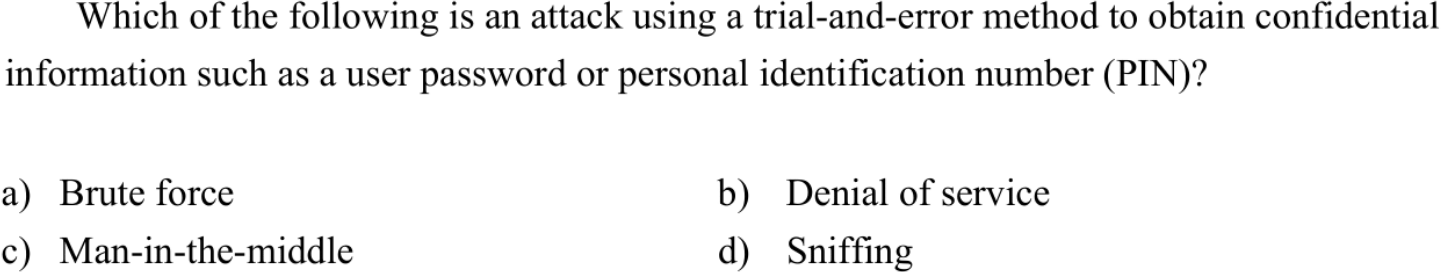 Which of the following is an attack using a trial-and-error method to obtain confidential
information such as a user password or personal identification number (PIN)?
a) Brute force b) Denial of service
c) Man-in-the-middle d) Sniffing